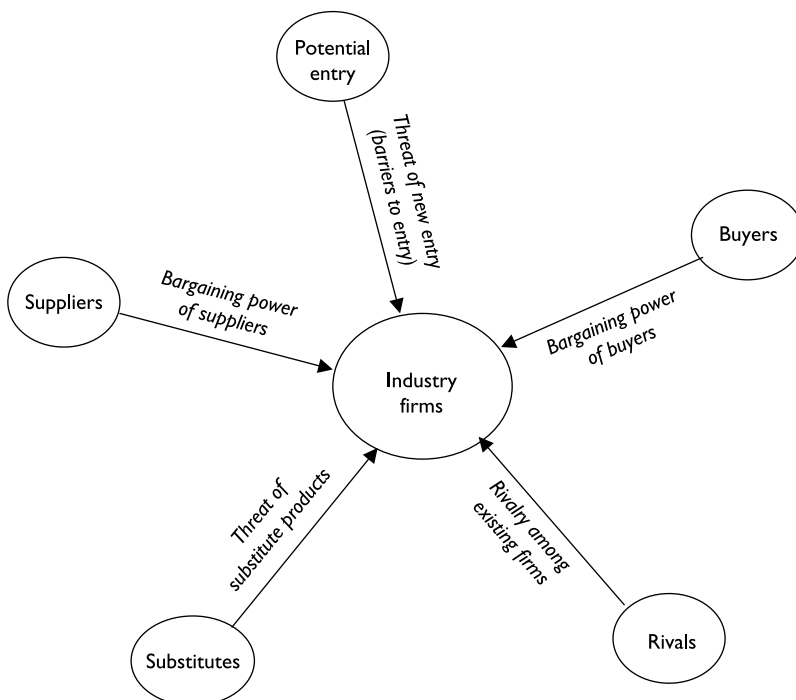 Potential
entry
Threat of new entry
(barriers to entry)
Buyers
Suppliers
Bargaining power
of suppliers
Bargaining power
of buyers
Industry
firms
Threat of
substitute products
Rivalry among
existing firms
Substitutes
Rivals